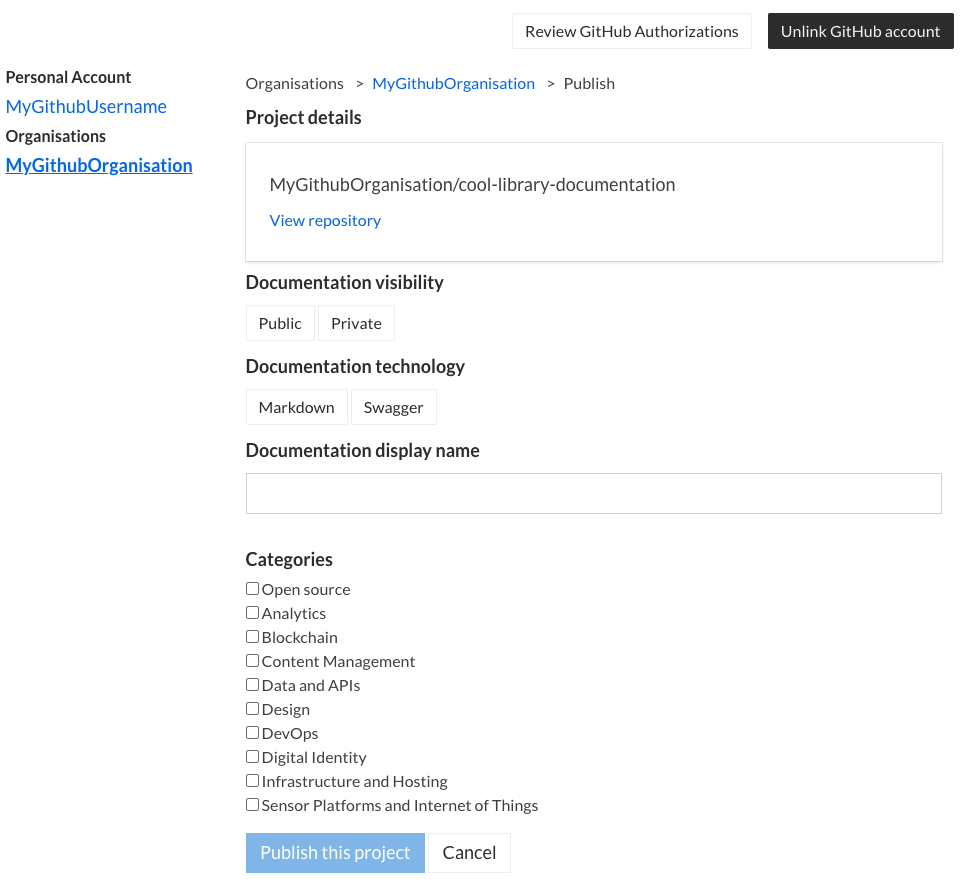 Review GitHub Authorizations
Unlink GitHub account
Personal Account
MyGithubUsername
Organisations
MyGithubOrganisation
Organisations > MyGithubOrganisation > Publish
Project details
MyGithubOrganisation/cool-library-documentation
View repository
Documentation visibility
Public Private
Documentation technology
Markdown Swagger
Documentation display name
Categories
Open source
Analytics
Blockchain
Content Management
Data and APIs
Design
DevOps
Digital Identity
Infrastructure and Hosting
Sensor Platforms and Internet of Things
Publish this project Cancel